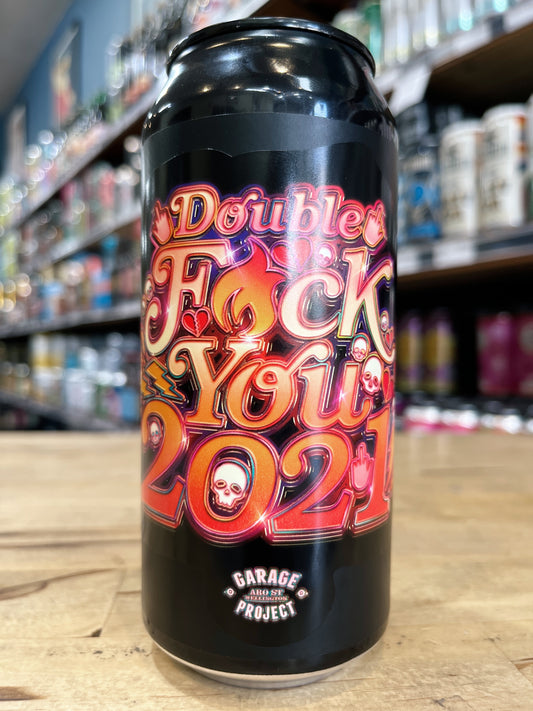 Double
F🔥ck
You
2021
GARAGE
ARO ST
WELLINGTON
PROJECT